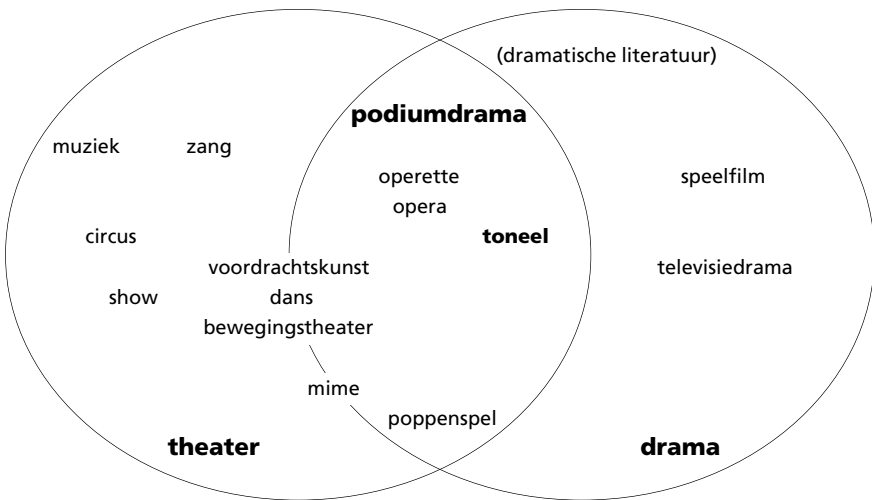 (dramatische literatuur)
podiumdrama
muziek
zang
operette
speelfilm
opera
circus
toneel
voordrachtskunst
televisiedrama
show
dans
bewegingstheater
mime
poppenspel
theater
drama